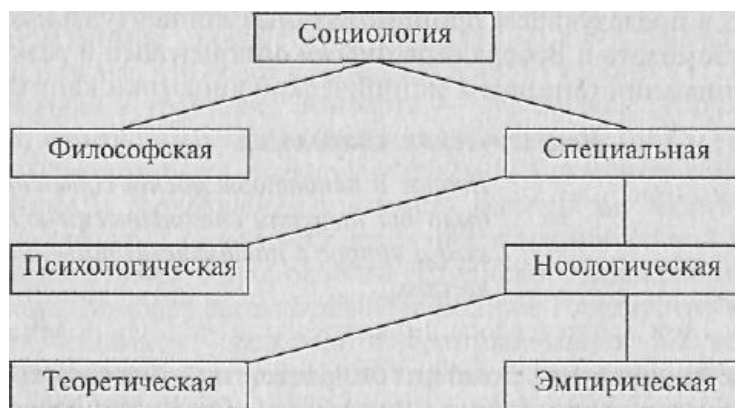 Социология
Философская
Специальная
Психологическая
Ноологическая
Теоретическая
Эмпирическая